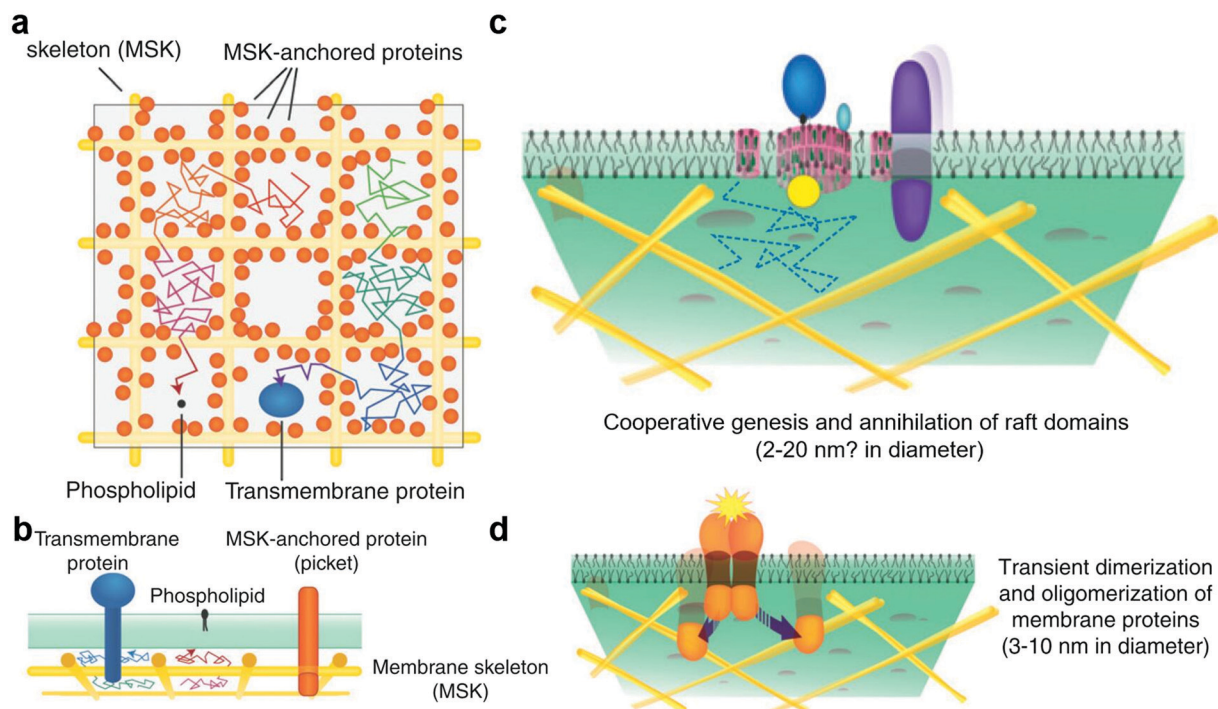 a
skeleton (MSK)
MSK-anchored proteins
Phospholipid
Transmembrane protein
b
Transmembrane
protein
MSK-anchored protein
(picket)
Phospholipid
Membrane skeleton
(MSK)
c
Cooperative genesis and annihilation of raft domains
(2-20 nm? in diameter)
d
Transient dimerization
and oligomerization of
membrane proteins
(3-10 nm in diameter)